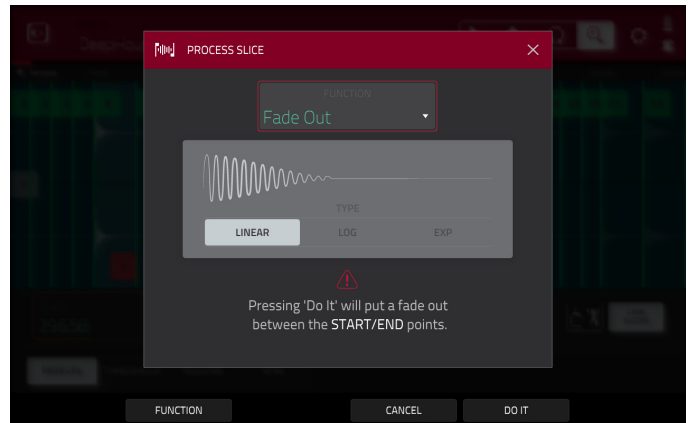 PROCESS SLICE
FUNCTION
Fade Out
TYPE
LINEAR LOG EXP
Pressing 'Do It' will put a fade out
between the START/END points.
FUNCTION CANCEL DO IT